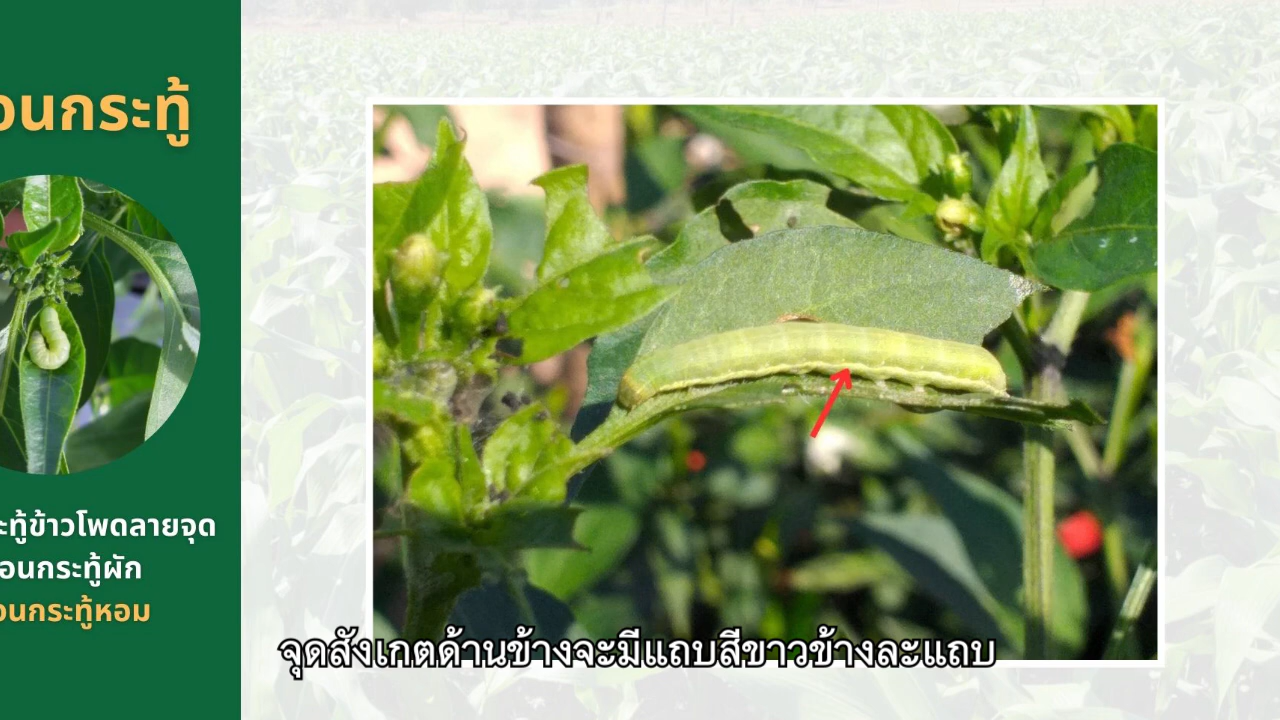 อนกระทู้
ะทู้ข้าวโพดลายจุด
อนกระทู้ผัก
อนกระทู้หอม
จุดสังเกตด้านข้างจะมีแถบสีขาวข้างละแถบ